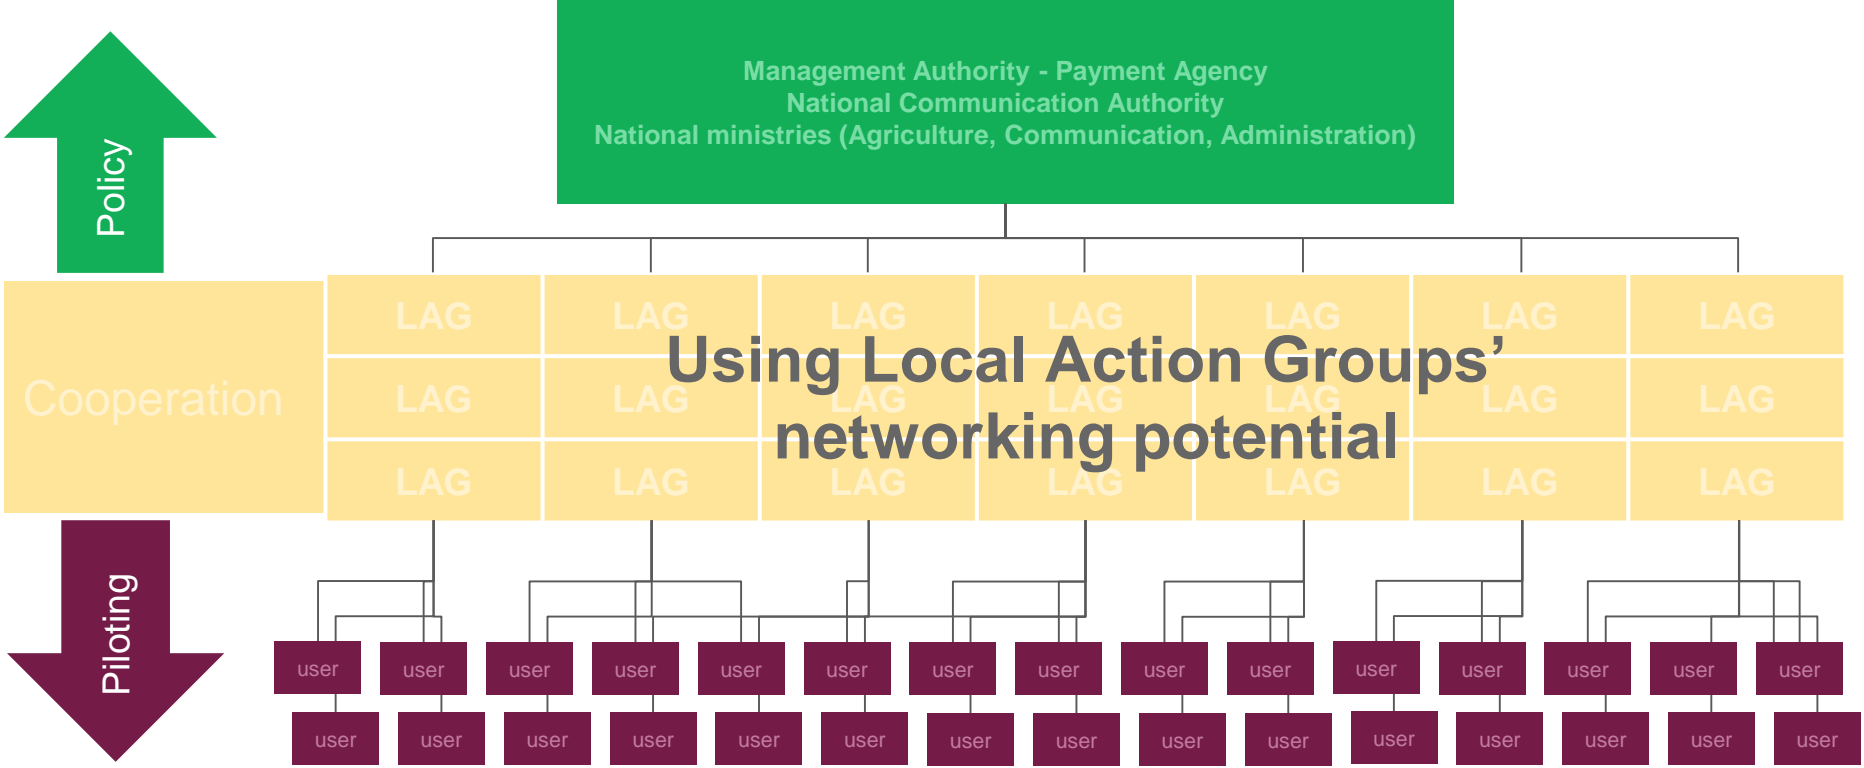 Management Authority - Payment Agency
National Communication Authority
National ministries (Agriculture, Communication, Administration)
Policy
Cooperation
Piloting
LAG LAG LAG LAG LAG LAG LAG
Using Local Action Groups’
LAG LAG LAG LAG LAG LAG LAG
networking potential
LAG LAG LAG LAG LAG LAG LAG
user user user user user user user user user user user user user user user
user user user user user user user user user user user user user user user